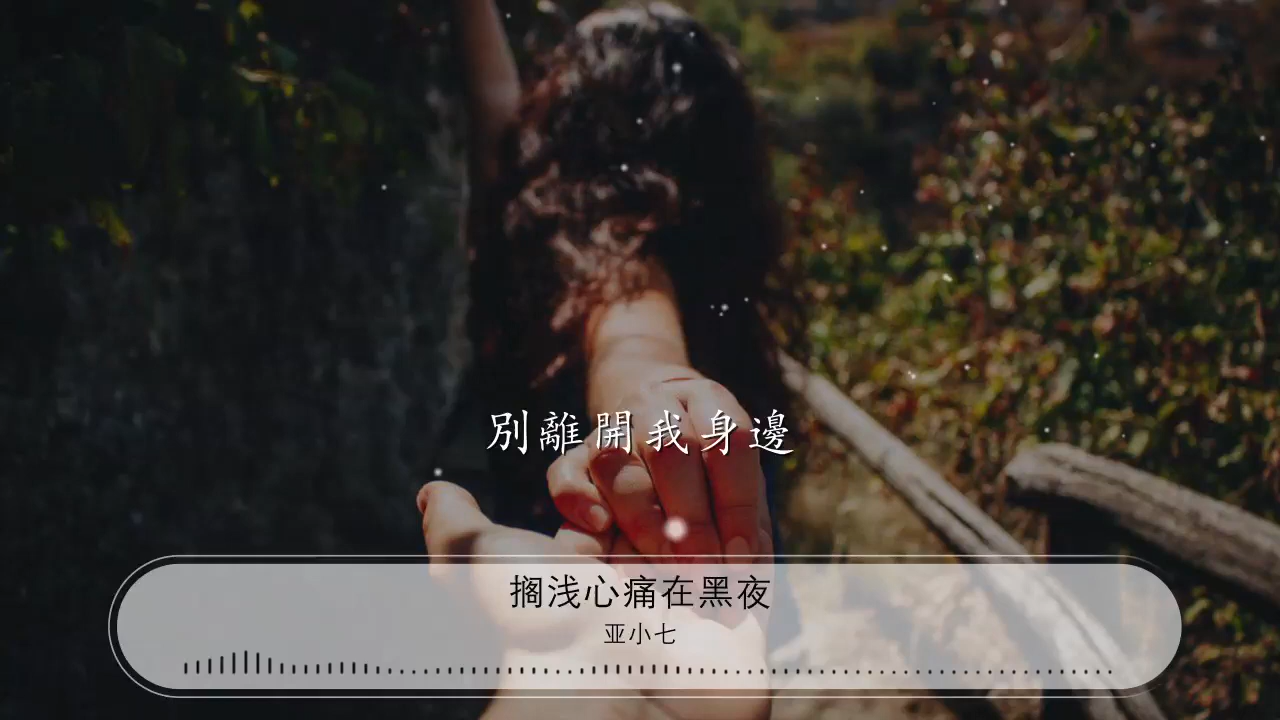 別離開我身邊
搁浅心痛在黑夜
亚小七